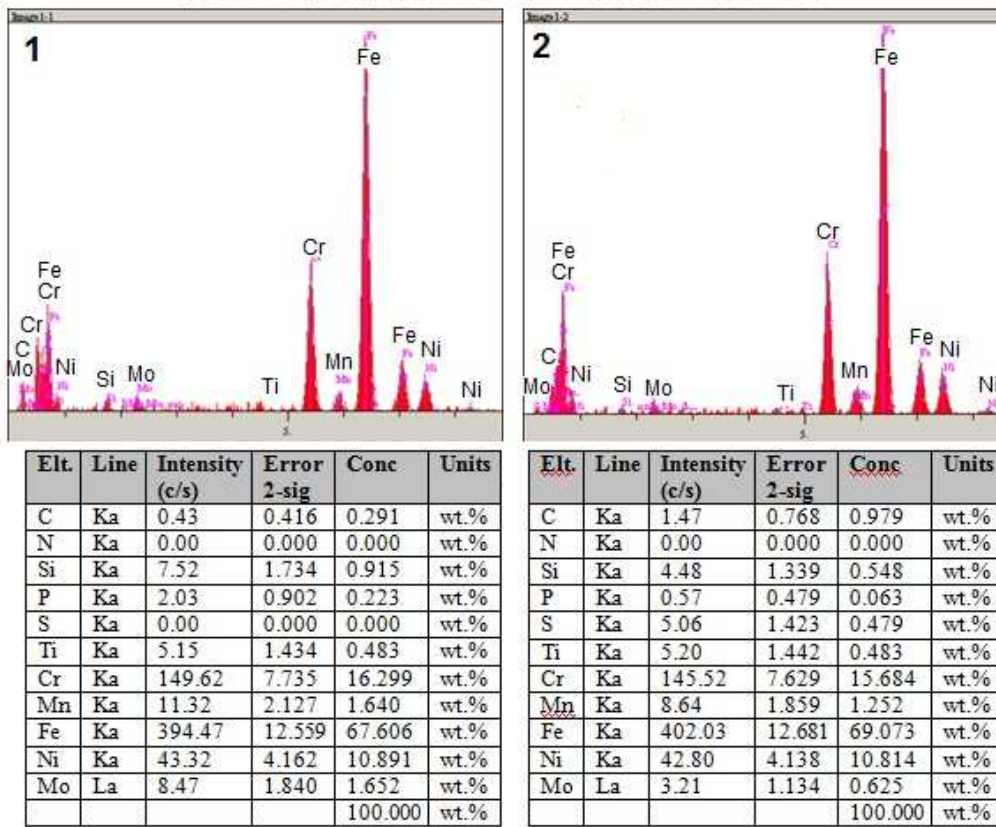 Image1-1
1
Fe
Cr
Fe
Cr
Cr
C
Mo
Ni
Si
Mo
Ti
Mn
Fe
Ni
Ni
Elt. Line Intensity (c/s) Error 2-sig Conc Units
C Ka 0.43 0.416 0.291 wt.%
N Ka 0.00 0.000 0.000 wt.%
Si Ka 7.52 1.734 0.915 wt.%
P Ka 2.03 0.902 0.223 wt.%
S Ka 0.00 0.000 0.000 wt.%
Ti Ka 5.15 1.434 0.483 wt.%
Cr Ka 149.62 7.735 16.299 wt.%
Mn Ka 11.32 2.127 1.640 wt.%
Fe Ka 394.47 12.559 67.606 wt.%
Ni Ka 43.32 4.162 10.891 wt.%
Mo La 8.47 1.840 1.652 wt.%
100.000 wt.%
Image1-2
2
Fe
Cr
Fe
Cr
C
Mo
Ni
Si
Mo
Ti
Mn
Fe
Ni
Ni
Elt. Line Intensity (c/s) Error 2-sig Conc Units
C Ka 1.47 0.768 0.979 wt.%
N Ka 0.00 0.000 0.000 wt.%
Si Ka 4.48 1.339 0.548 wt.%
P Ka 0.57 0.479 0.063 wt.%
S Ka 5.06 1.423 0.479 wt.%
Ti Ka 5.20 1.442 0.483 wt.%
Cr Ka 145.52 7.629 15.684 wt.%
Mn Ka 8.64 1.859 1.252 wt.%
Fe Ka 402.03 12.681 69.073 wt.%
Ni Ka 42.80 4.138 10.814 wt.%
Mo La 3.21 1.134 0.625 wt.%
100.000 wt.%